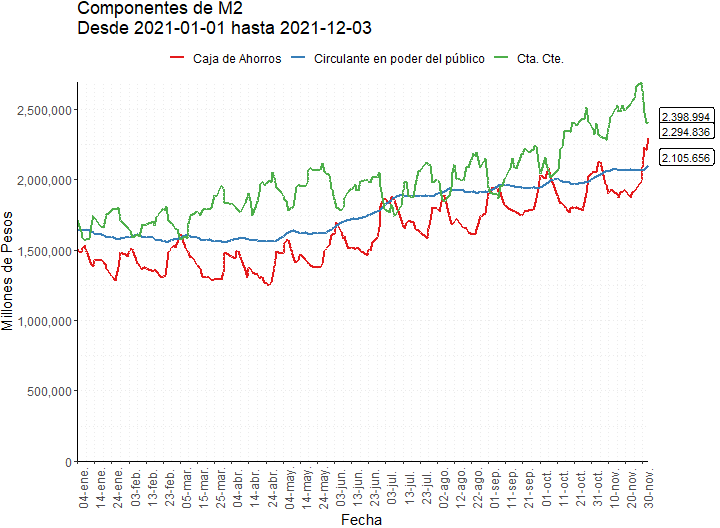 Componentes de M2
Desde 2021-01-01 hasta 2021-12-03
Caja de Ahorros Circulante en poder del público Cta. Cte.
Millones de Pesos
2,500,000
2,000,000
1,500,000
1,000,000
500,000
0
2.398.994
2.294.836
2.105.656
04-ene.
14-ene.
24-ene.
03-feb.
13-feb.
23-feb.
05-mar.
15-mar.
25-mar.
04-abr.
14-abr.
24-abr.
04-may.
14-may.
24-may.
03-jun.
13-jun.
23-jun.
03-jul.
13-jul.
23-jul.
02-ago.
12-ago.
22-ago.
01-sep.
11-sep.
21-sep.
01-oct.
11-oct.
21-oct.
31-oct.
10-nov.
20-nov.
30-nov.
Fecha